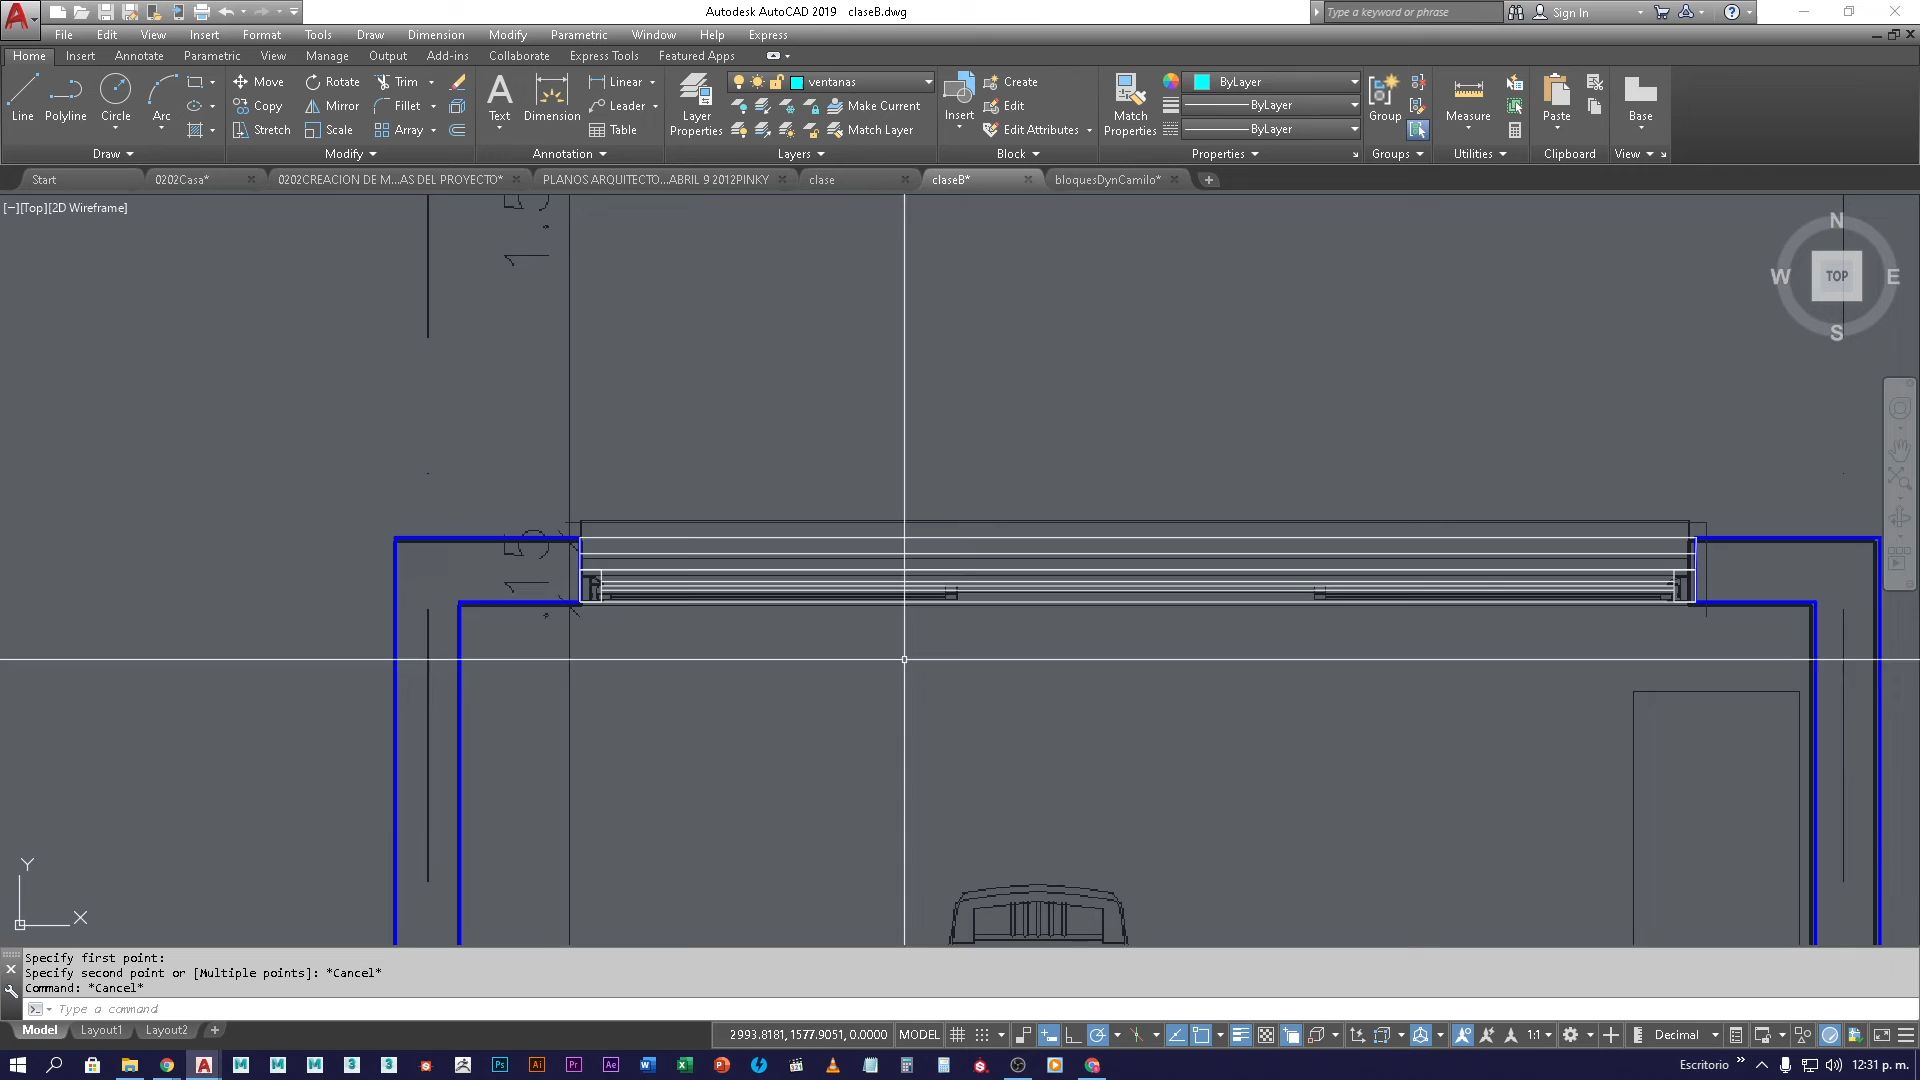 Autodesk AutoCAD 2019 claseB.dwg
Type a keyword or phrase
Sign In
File Edit View Insert Format Tools Draw Dimension Modify Parametric Window Help Express
Home Insert Annotate Parametric View Manage Output Add-ins Collaborate Express Tools Featured Apps
Line Polyline Circle Arc
Move Rotate Trim
Copy Mirror Fillet
Stretch Scale Array
Text Dimension
Linear
Leader
Table
Layer Properties
ventanas
Make Current
Match Layer
Insert
Create
Edit
Edit Attributes
Match Properties
ByLayer
ByLayer
ByLayer
Group
Measure
Paste
Base
Draw Modify Annotation Layers Block Properties Groups Utilities Clipboard View
Start 0202Casa* 0202CREACION DE M...AS DEL PROYECTO* PLANOS ARQUITECTO...ABRIL 9 2012PINKY clase claseB* bloquesDynCamilo*
[−][Top][2D Wireframe]
N
W TOP E
S
Y
X
Specify first point:
Specify second point or [Multiple points]: *Cancel*
Command: *Cancel*
Type a command
Model Layout1 Layout2
2993.8181, 1577.9051, 0.0000 MODEL
1:1
Decimal
Escritorio
12:31 p. m.